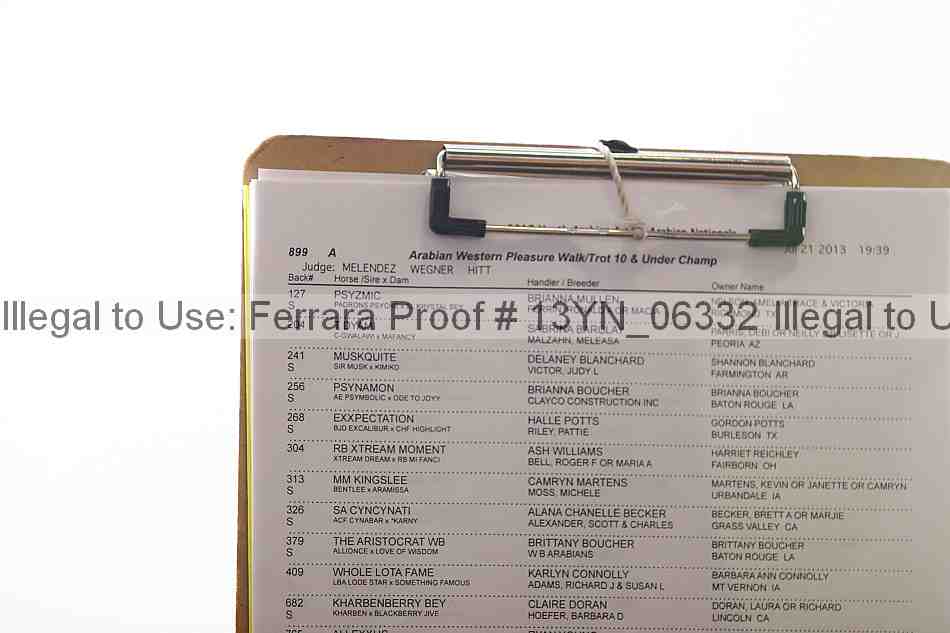 Arabian Nationals
Jul 21 2013 19:39
899 A Arabian Western Pleasure Walk/Trot 10 & Under Champ
Judge: MELENDEZ WEGNER HITT
Back# Horse /Sire x Dam Handler / Breeder Owner Name
127 PSYZMIC BRIANNA MULLEN
S
Illegal to Use: Ferrara Proof # 13YN_06332 Illegal to U
204 SABRINA BARILLA
S C-GWALAWI x MAFANCY MALZAHN, MELEASA PEORIA AZ
241 MUSKQUITE DELANEY BLANCHARD SHANNON BLANCHARD
S SIR MUSK x KIMIKO VICTOR, JUDY L FARMINGTON AR
256 PSYNAMON BRIANNA BOUCHER BRIANNA BOUCHER
S AE PSYMBOLIC x ODE TO JOYY CLAYCO CONSTRUCTION INC BATON ROUGE LA
268 EXXPECTATION HALLE POTTS GORDON POTTS
S BJD EXCALIBUR x CHF HIGHLIGHT RILEY, PATTIE BURLESON TX
304 RB XTREAM MOMENT ASH WILLIAMS HARRIET REICHLEY
XTREAM DREAM x RB MI FANCI BELL, ROGER F OR MARIA A FAIRBORN OH
313 MM KINGSLEE CAMRYN MARTENS MARTENS, KEVIN OR JANETTE OR CAMRYN
S BENTLEE x ARAMISSA MOSS, MICHELE URBANDALE IA
326 SA CYNCYNATI ALANA CHANELLE BECKER BECKER, BRETT A OR MARJIE
S ACF CYNABAR x *KARNY ALEXANDER, SCOTT & CHARLES GRASS VALLEY CA
379 THE ARISTOCRAT WB BRITTANY BOUCHER BRITTANY BOUCHER
S ALLIONCE x LOVE OF WISDOM W B ARABIANS BATON ROUGE LA
409 WHOLE LOTA FAME KARLYN CONNOLLY BARBARA ANN CONNOLLY
LBA LODE STAR x SOMETHING FAMOUS ADAMS, RICHARD J & SUSAN L MT VERNON IA
682 KHARBENBERRY BEY CLAIRE DORAN DORAN, LAURA OR RICHARD
S KHARBEN x BLACKBERRY JIVE HOEFER, BARBARA D LINCOLN CA